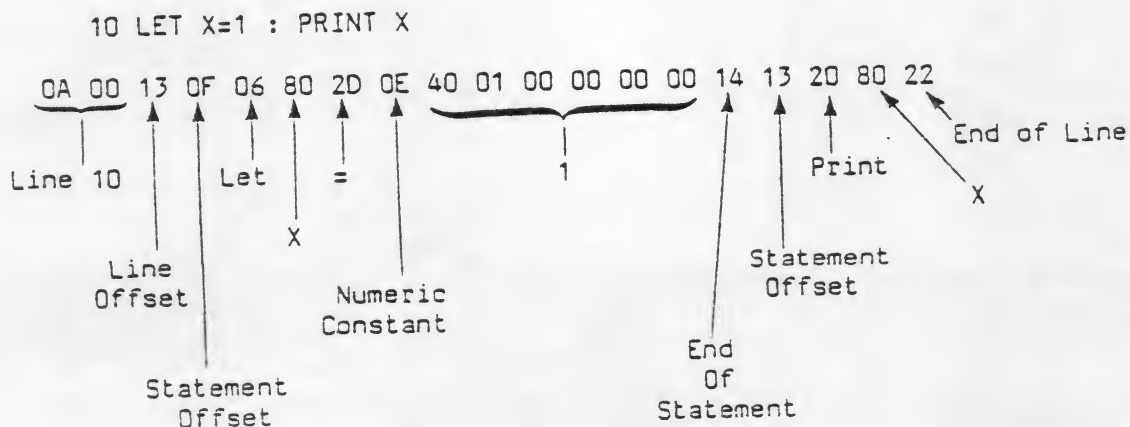 10 LET X=1 : PRINT X
0A 00 13 0F 06 80 2D 0E 40 01 00 00 00 00 14 13 20 80 22
End of Line
Line 10 Let = 1 Print
X
X
Line
Offset
Statement
Offset
Numeric
Constant
End
Of
Statement
Statement
Offset